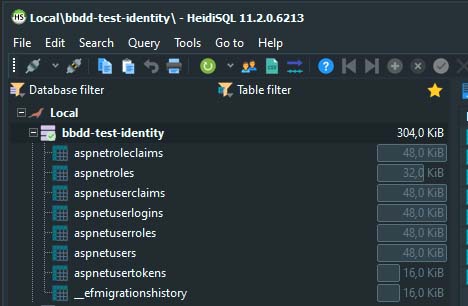 HS Local\bbdd-test-identity\ - HeidiSQL 11.2.0.6213
File Edit Search Query Tools Go to Help
Database filter Table filter
Local
bbdd-test-identity 304,0 KiB
aspnetroleclaims 48,0 KiB
aspnetroles 32,0 KiB
aspnetuserclaims 48,0 KiB
aspnetuserlogins 48,0 KiB
aspnetuserroles 48,0 KiB
aspnetusers 48,0 KiB
aspnetusertokens 16,0 KiB
__efmigrationshistory 16,0 KiB